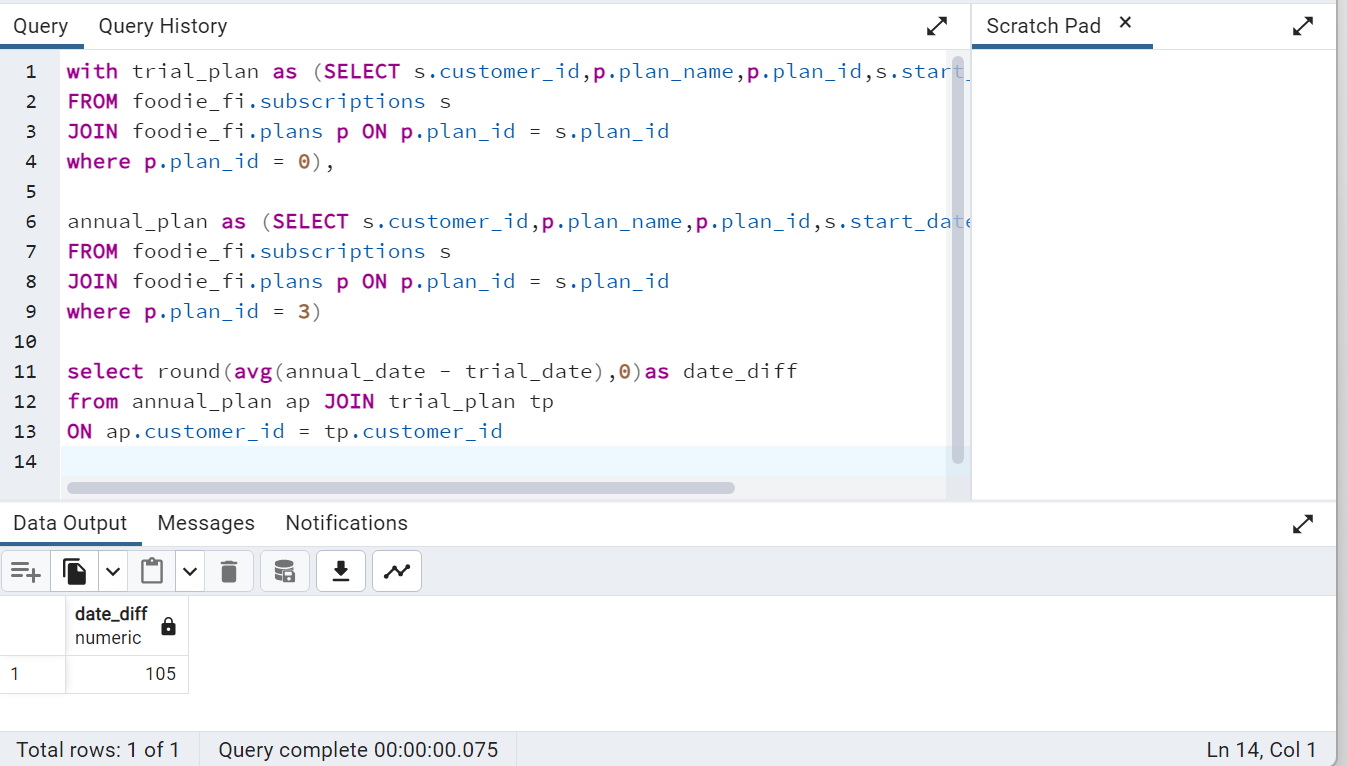 Query Query History Scratch Pad ×
1 with trial_plan as (SELECT s.customer_id,p.plan_name,p.plan_id,s.start_
2 FROM foodie_fi.subscriptions s
3 JOIN foodie_fi.plans p ON p.plan_id = s.plan_id
4 where p.plan_id = 0),
5
6 annual_plan as (SELECT s.customer_id,p.plan_name,p.plan_id,s.start_date
7 FROM foodie_fi.subscriptions s
8 JOIN foodie_fi.plans p ON p.plan_id = s.plan_id
9 where p.plan_id = 3)
10
11 select round(avg(annual_date - trial_date),0)as date_diff
12 from annual_plan ap JOIN trial_plan tp
13 ON ap.customer_id = tp.customer_id
14
Data Output Messages Notifications
date_diff
numeric
1 105
Total rows: 1 of 1 Query complete 00:00:00.075 Ln 14, Col 1